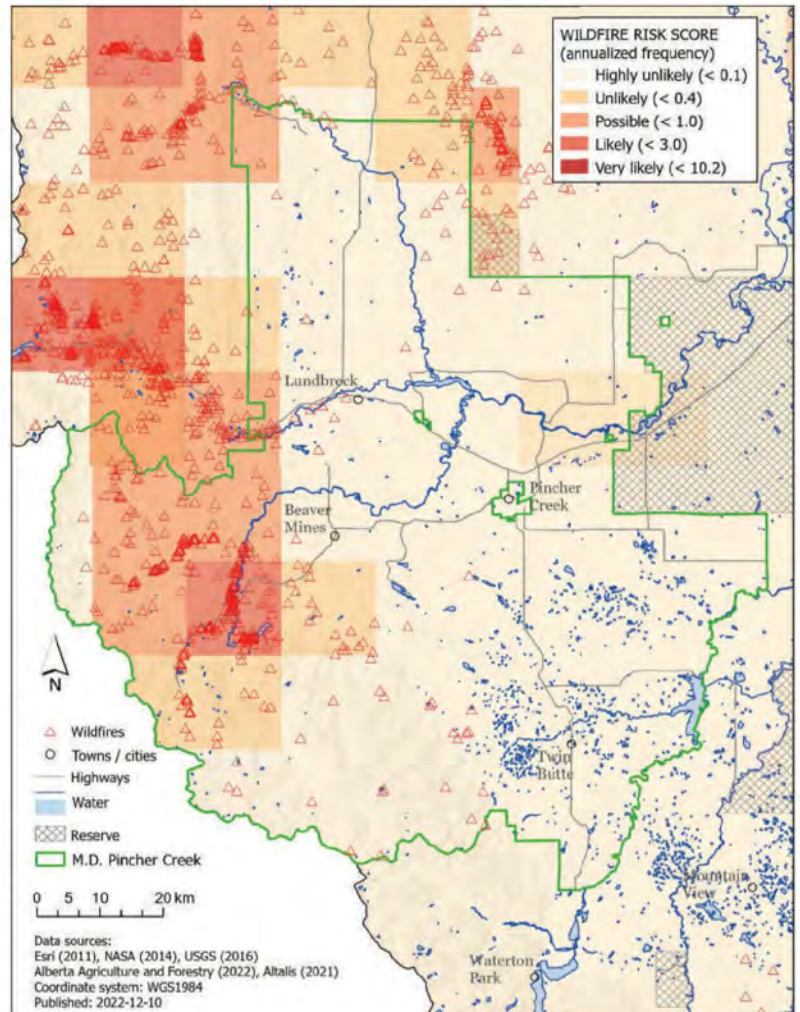 WILDFIRE RISK SCORE
(annualized frequency)
Highly unlikely (< 0.1)
Unlikely (< 0.4)
Possible (< 1.0)
Likely (< 3.0)
Very likely (< 10.2)
Lundbreck
Pincher
Creek
Beaver
Mines
N
Twin
Butte
Mountain
View
Waterton
Park
Wildfires
Towns / cities
Highways
Water
Reserve
M.D. Pincher Creek
0 5 10 20 km
Data sources:
Esri (2011), NASA (2014), USGS (2016)
Alberta Agriculture and Forestry (2022), Altalis (2021)
Coordinate system: WGS1984
Published: 2022-12-10